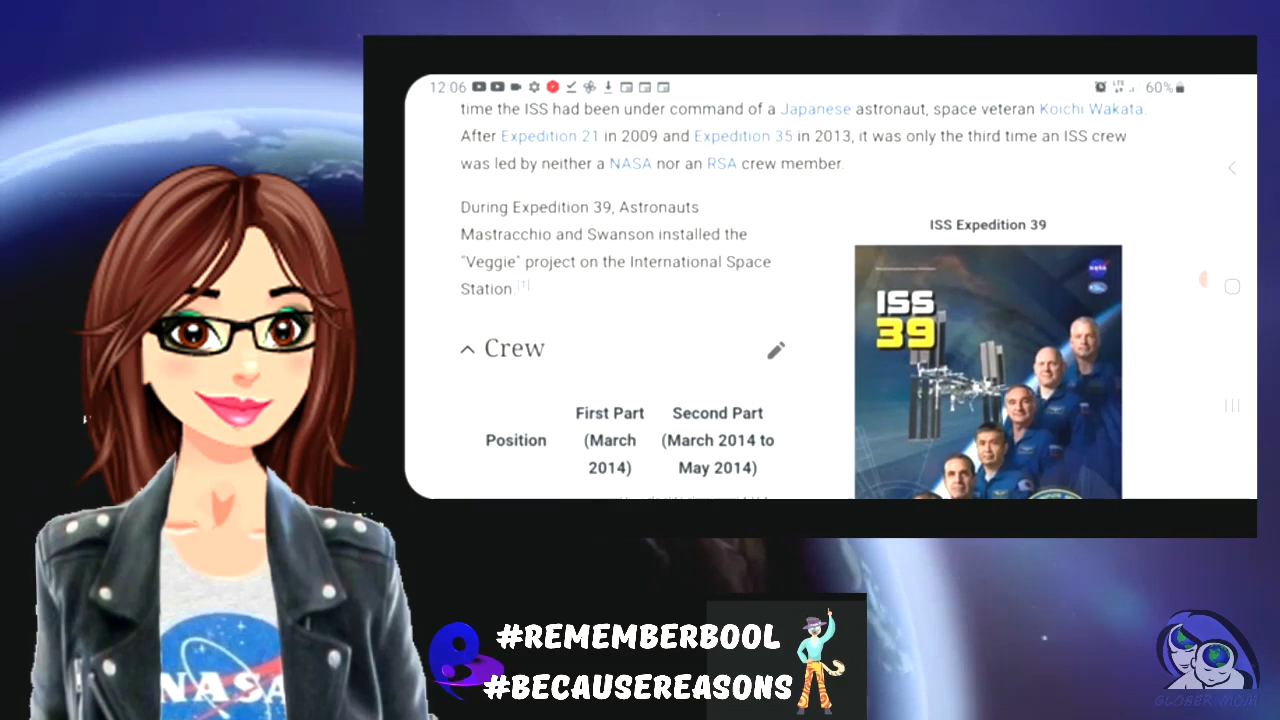 12:06
60%
time the ISS had been under command of a Japanese astronaut, space veteran Koichi Wakata.
After Expedition 21 in 2009 and Expedition 35 in 2013, it was only the third time an ISS crew
was led by neither a NASA nor an RSA crew member.
During Expedition 39, Astronauts
Mastracchio and Swanson installed the
"Veggie" project on the International Space
Station.[1]
Crew
Position
First Part
(March
2014)
Second Part
(March 2014 to
May 2014)
ISS Expedition 39
NASA
ISS
39
NASA
#REMEMBERBOOL
#BECAUSEREASONS
GLOBER MOM